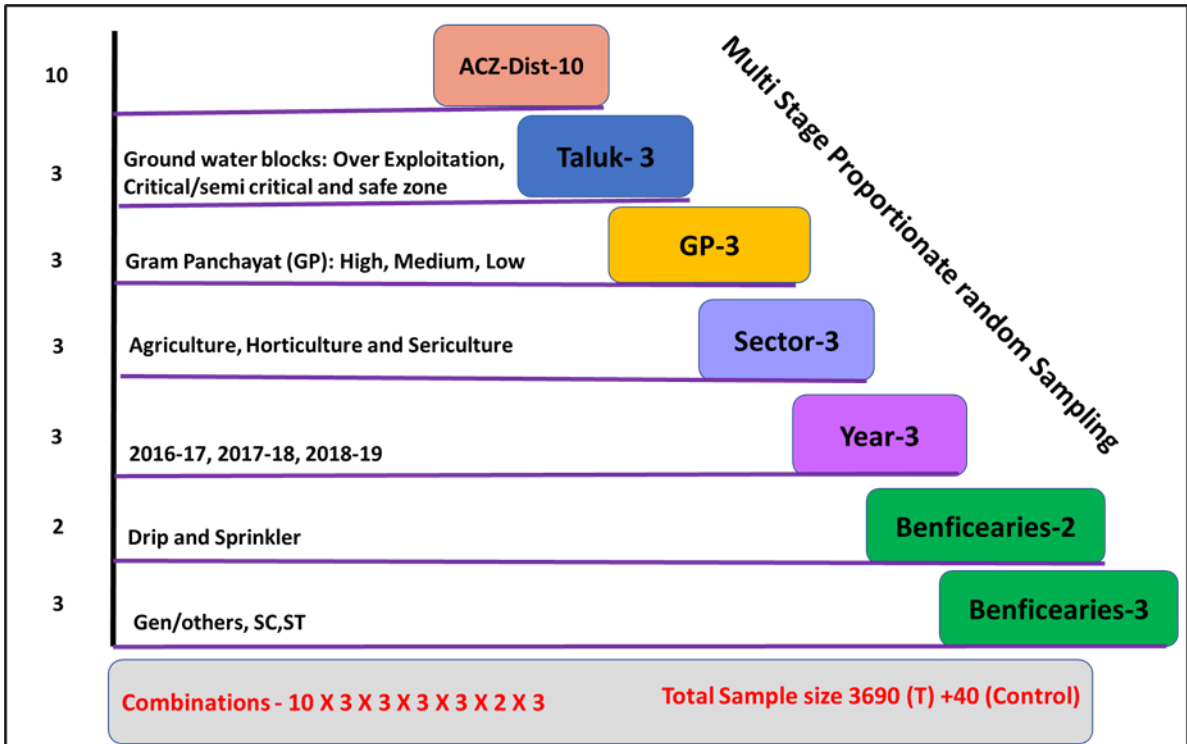 10
ACZ-Dist-10
Multi Stage Proportionate random Sampling
3
Ground water blocks: Over Exploitation,
Critical/semi critical and safe zone
Taluk- 3
3
Gram Panchayat (GP): High, Medium, Low
GP-3
3
Agriculture, Horticulture and Sericulture
Sector-3
3
2016-17, 2017-18, 2018-19
Year-3
2
Drip and Sprinkler
Benficearies-2
3
Gen/others, SC,ST
Benficearies-3
Combinations - 10 X 3 X 3 X 3 X 3 X 2 X 3
Total Sample size 3690 (T) +40 (Control)